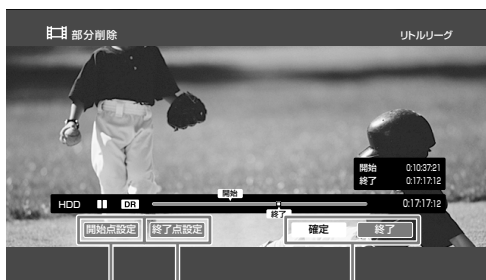 部分削除
リトルリーグ
開始 0:10:37:21
終了 0:17:17:12
開始
HDD DR 0:17:17:12
終了
開始点設定 終了点設定 確定 終了